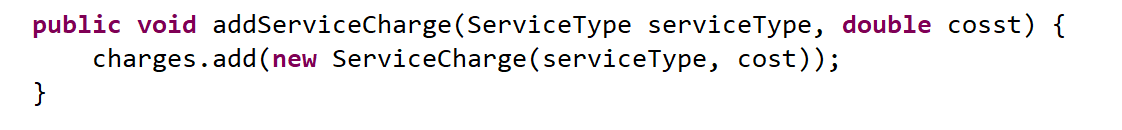 public void addServiceCharge(ServiceType serviceType, double cosst) {
    charges.add(new ServiceCharge(serviceType, cost));
}